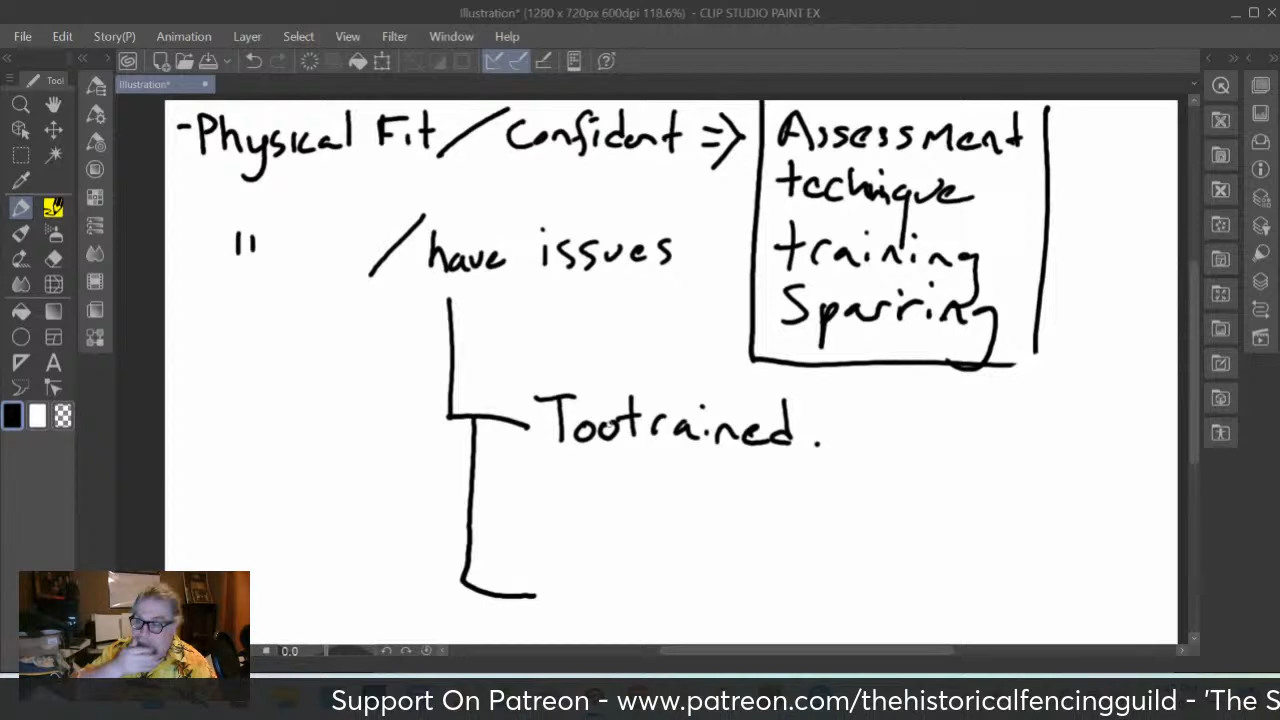 Illustration* (1280 x 720px 600dpi 118.6%) - CLIP STUDIO PAINT EX
File Edit Story(P) Animation Layer Select View Filter Window Help
Tool
Illustration*
-Physical Fit / Confident => Assessment
technique
" / have issues
training
Sparring
Tootrained.
0.0
Support On Patreon - www.patreon.com/thehistoricalfencingguild - 'The S